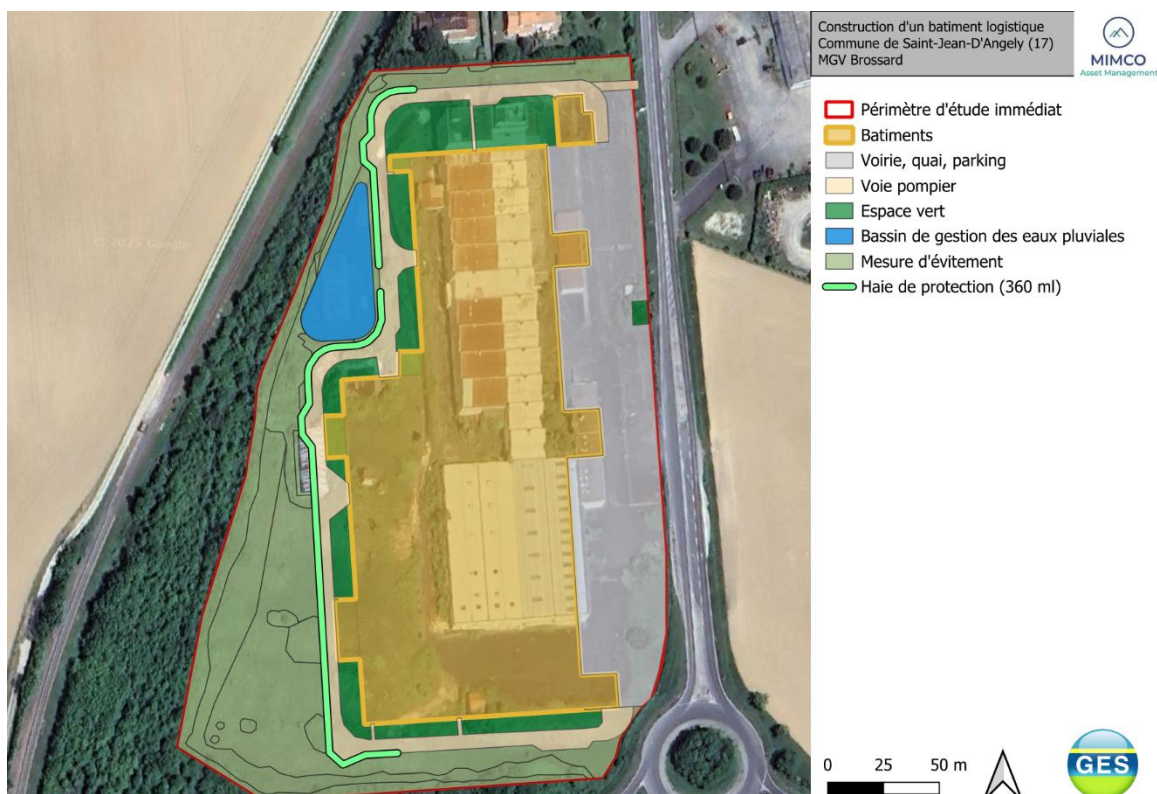 Construction d'un batiment logistique
Commune de Saint-Jean-D'Angely (17)
MGV Brossard
MIMCO
Asset Management
Périmètre d'étude immédiat
Batiments
Voirie, quai, parking
Voie pompier
Espace vert
Bassin de gestion des eaux pluviales
Mesure d'évitement
Haie de protection (360 ml)
© 2025 Google
0 25 50 m
GES